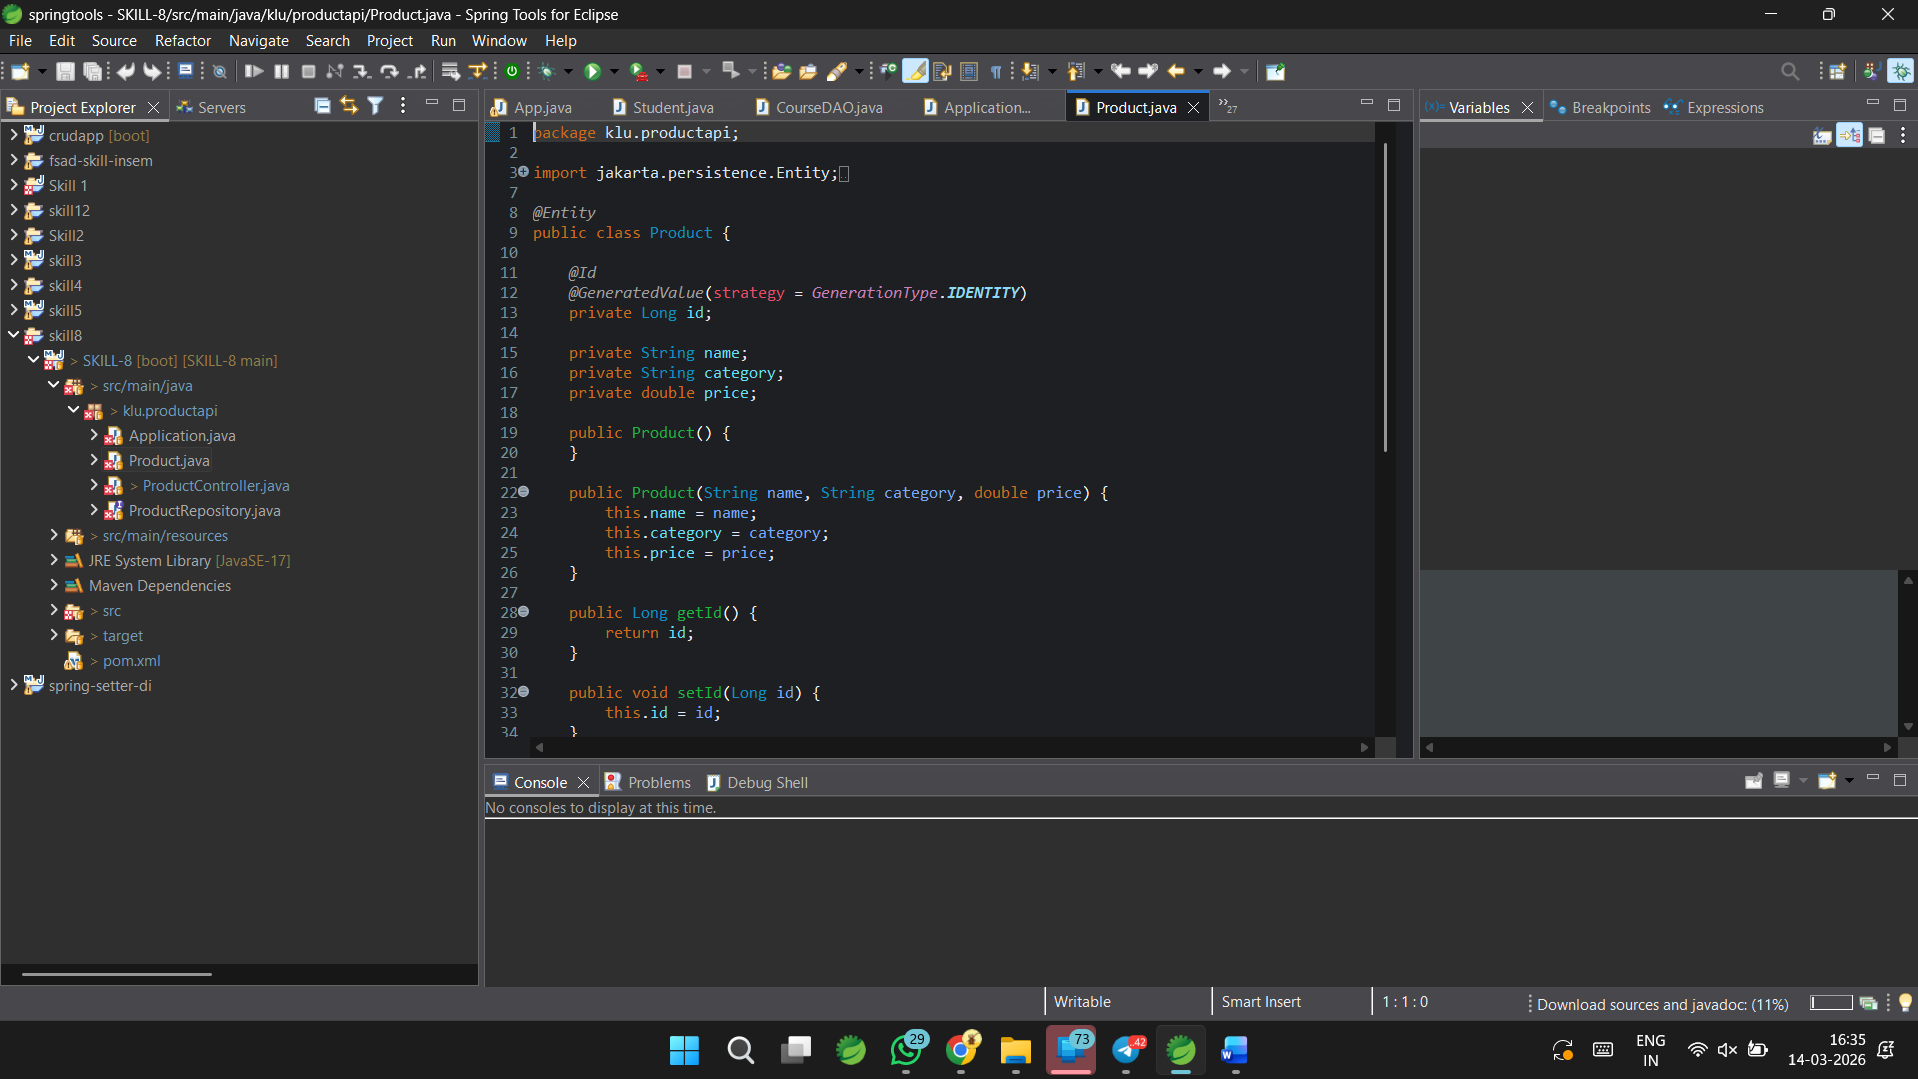 springtools - SKILL-8/src/main/java/klu/productapi/Product.java - Spring Tools for Eclipse
File Edit Source Refactor Navigate Search Project Run Window Help
Project Explorer
Servers
crudapp [boot]
fsad-skill-insem
Skill 1
skill12
Skill2
skill3
skill4
skill5
skill8
> SKILL-8 [boot] [SKILL-8 main]
> src/main/java
> klu.productapi
Application.java
Product.java
> ProductController.java
ProductRepository.java
> src/main/resources
JRE System Library [JavaSE-17]
Maven Dependencies
> src
> target
> pom.xml
spring-setter-di
App.java Student.java CourseDAO.java Application... Product.java »27
1 package klu.productapi;
2
3 import jakarta.persistence.Entity;
7
8 @Entity
9 public class Product {
10
11 @Id
12 @GeneratedValue(strategy = GenerationType.IDENTITY)
13 private Long id;
14
15 private String name;
16 private String category;
17 private double price;
18
19 public Product() {
20 }
21
22 public Product(String name, String category, double price) {
23 this.name = name;
24 this.category = category;
25 this.price = price;
26 }
27
28 public Long getId() {
29 return id;
30 }
31
32 public void setId(Long id) {
33 this.id = id;
34 }
(x)= Variables Breakpoints Expressions
Console Problems Debug Shell
No consoles to display at this time.
Writable
Smart Insert
1 : 1 : 0
Download sources and javadoc: (11%)
29
73
42
ENG
IN
16:35
14-03-2026